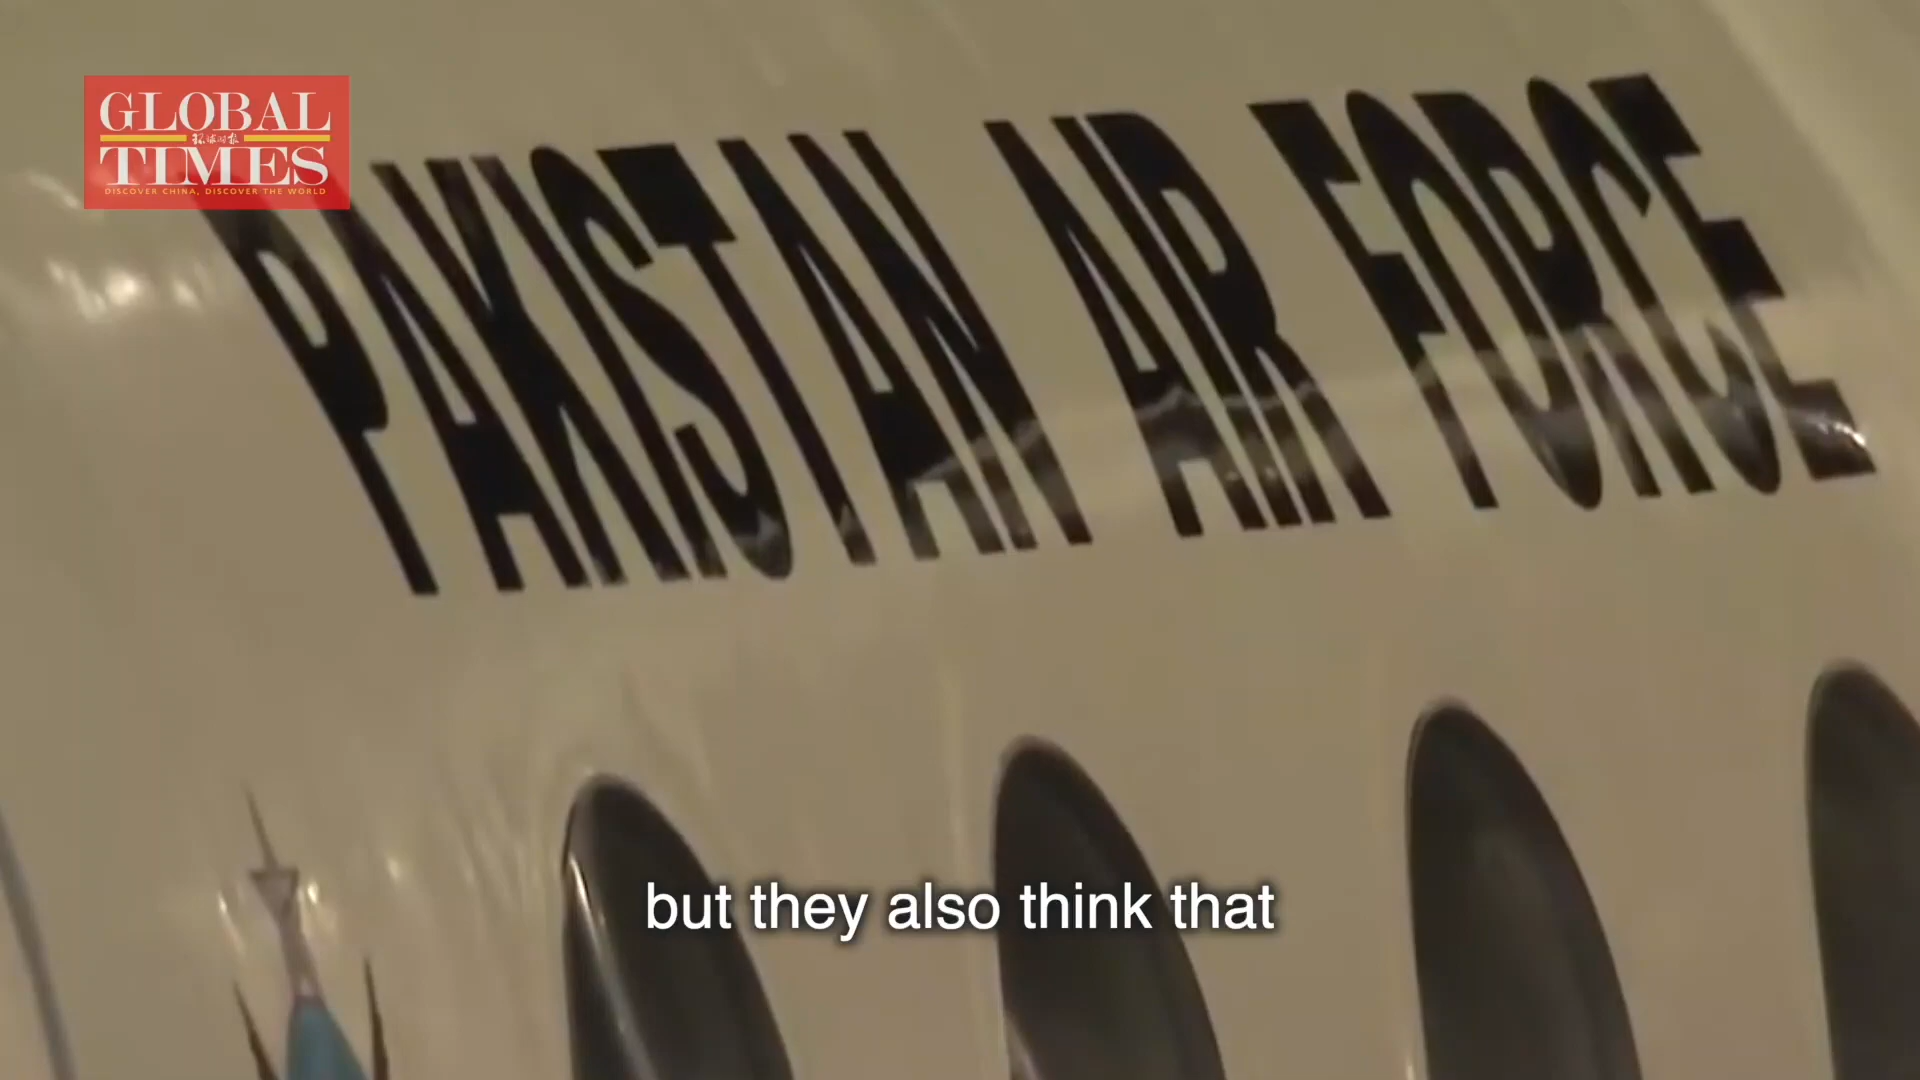 GLOBAL
环球时报
TIMES
DISCOVER CHINA, DISCOVER THE WORLD
PAKISTAN AIR FORCE
but they also think that